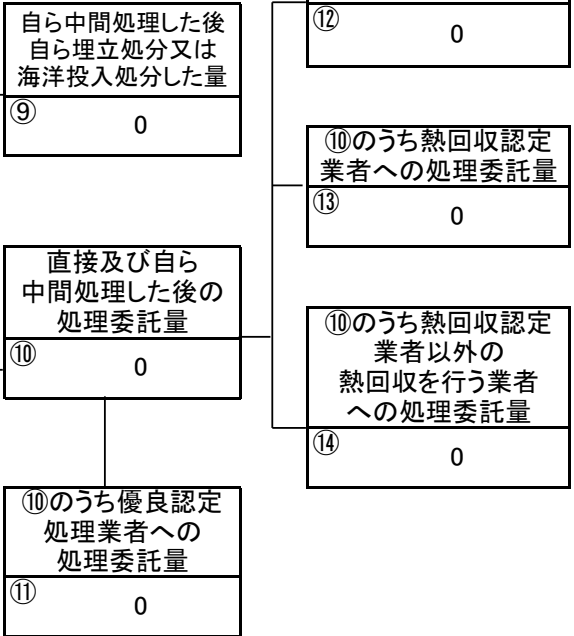 自ら中間処理した後
自ら埋立処分又は
海洋投入処分した量
⑨
0
直接及び自ら
中間処理した後の
処理委託量
⑩
0
⑩のうち優良認定
処理業者への
処理委託量
⑪
0
⑫
0
⑩のうち熱回収認定
業者への処理委託量
⑬
0
⑩のうち熱回収認定
業者以外の
熱回収を行う業者
への処理委託量
⑭
0